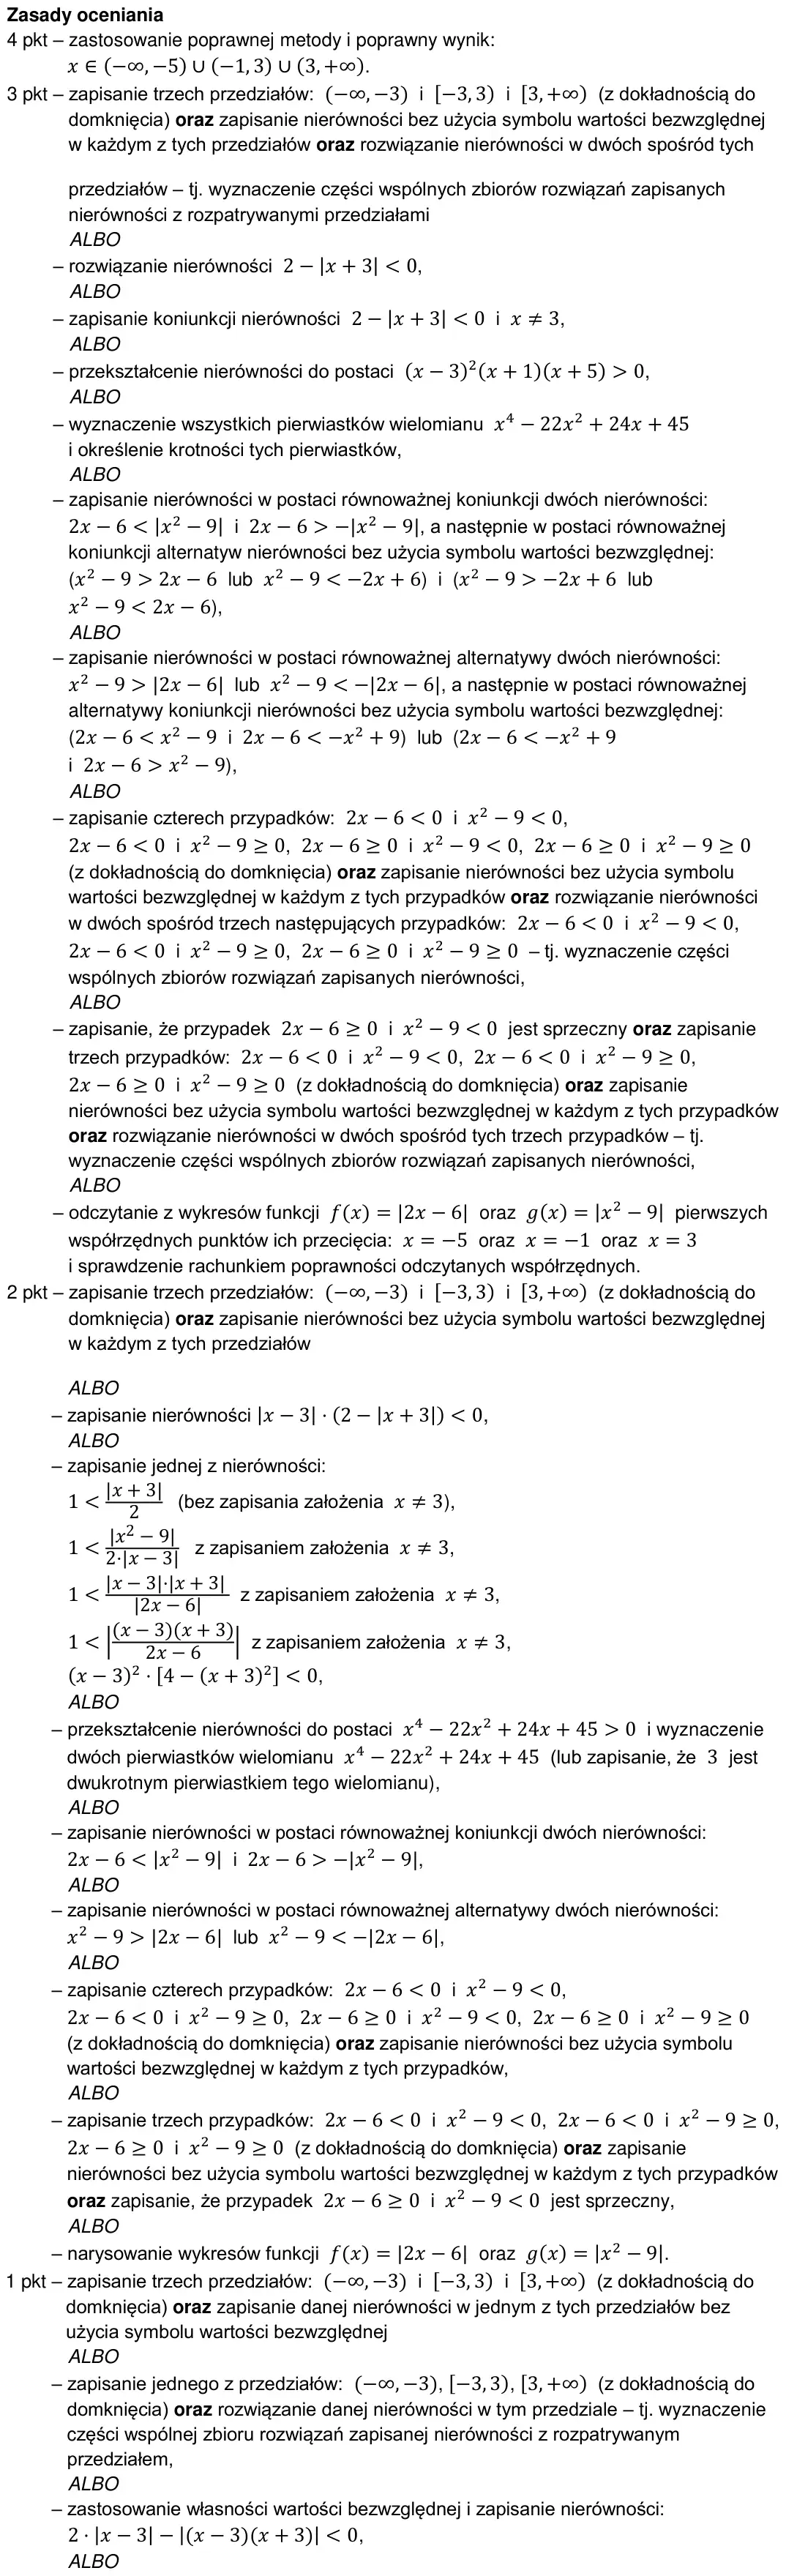 Zasady oceniania
4 pkt – zastosowanie poprawnej metody i poprawny wynik:
x ∈ (−∞, −5) ∪ (−1, 3) ∪ (3, +∞).
3 pkt – zapisanie trzech przedziałów: (−∞, −3) i [−3, 3) i [3, +∞) (z dokładnością do
domknięcia) oraz zapisanie nierówności bez użycia symbolu wartości bezwzględnej
w każdym z tych przedziałów oraz rozwiązanie nierówności w dwóch spośród tych
przedziałów – tj. wyznaczenie części wspólnych zbiorów rozwiązań zapisanych
nierówności z rozpatrywanymi przedziałami
ALBO
– rozwiązanie nierówności 2 − |x + 3| < 0,
ALBO
– zapisanie koniunkcji nierówności 2 − |x + 3| < 0 i x ≠ 3,
ALBO
– przekształcenie nierówności do postaci (x − 3)²(x + 1)(x + 5) > 0,
ALBO
– wyznaczenie wszystkich pierwiastków wielomianu x⁴ − 22x² + 24x + 45
i określenie krotności tych pierwiastków,
ALBO
– zapisanie nierówności w postaci równoważnej koniunkcji dwóch nierówności:
2x − 6 < |x² − 9| i 2x − 6 > −|x² − 9|, a następnie w postaci równoważnej
koniunkcji alternatyw nierówności bez użycia symbolu wartości bezwzględnej:
(x² − 9 > 2x − 6 lub x² − 9 < −2x + 6) i (x² − 9 > −2x + 6 lub
x² − 9 < 2x − 6),
ALBO
– zapisanie nierówności w postaci równoważnej alternatywy dwóch nierówności:
x² − 9 > |2x − 6| lub x² − 9 < −|2x − 6|, a następnie w postaci równoważnej
alternatywy koniunkcji nierówności bez użycia symbolu wartości bezwzględnej:
(2x − 6 < x² − 9 i 2x − 6 < −x² + 9) lub (2x − 6 < −x² + 9
i 2x − 6 > x² − 9),
ALBO
– zapisanie czterech przypadków: 2x − 6 < 0 i x² − 9 < 0,
2x − 6 < 0 i x² − 9 ≥ 0, 2x − 6 ≥ 0 i x² − 9 < 0, 2x − 6 ≥ 0 i x² − 9 ≥ 0
(z dokładnością do domknięcia) oraz zapisanie nierówności bez użycia symbolu
wartości bezwzględnej w każdym z tych przypadków oraz rozwiązanie nierówności
w dwóch spośród trzech następujących przypadków: 2x − 6 < 0 i x² − 9 < 0,
2x − 6 < 0 i x² − 9 ≥ 0, 2x − 6 ≥ 0 i x² − 9 ≥ 0 – tj. wyznaczenie części
wspólnych zbiorów rozwiązań zapisanych nierówności,
ALBO
– zapisanie, że przypadek 2x − 6 ≥ 0 i x² − 9 < 0 jest sprzeczny oraz zapisanie
trzech przypadków: 2x − 6 < 0 i x² − 9 < 0, 2x − 6 < 0 i x² − 9 ≥ 0,
2x − 6 ≥ 0 i x² − 9 ≥ 0 (z dokładnością do domknięcia) oraz zapisanie
nierówności bez użycia symbolu wartości bezwzględnej w każdym z tych przypadków
oraz rozwiązanie nierówności w dwóch spośród tych trzech przypadków – tj.
wyznaczenie części wspólnych zbiorów rozwiązań zapisanych nierówności,
ALBO
– odczytanie z wykresów funkcji f(x) = |2x − 6| oraz g(x) = |x² − 9| pierwszych
współrzędnych punktów ich przecięcia: x = −5 oraz x = −1 oraz x = 3
i sprawdzenie rachunkiem poprawności odczytanych współrzędnych.
2 pkt – zapisanie trzech przedziałów: (−∞, −3) i [−3, 3) i [3, +∞) (z dokładnością do
domknięcia) oraz zapisanie nierówności bez użycia symbolu wartości bezwzględnej
w każdym z tych przedziałów
ALBO
– zapisanie nierówności |x − 3| · (2 − |x + 3|) < 0,
ALBO
– zapisanie jednej z nierówności:
1 < |x + 3|/2 (bez zapisania założenia x ≠ 3),
1 < |x² − 9|/2·|x − 3| z zapisaniem założenia x ≠ 3,
1 < |x − 3|·|x + 3|/|2x − 6| z zapisaniem założenia x ≠ 3,
1 < |(x − 3)(x + 3)/2x − 6| z zapisaniem założenia x ≠ 3,
(x − 3)² · [4 − (x + 3)²] < 0,
ALBO
– przekształcenie nierówności do postaci x⁴ − 22x² + 24x + 45 > 0 i wyznaczenie
dwóch pierwiastków wielomianu x⁴ − 22x² + 24x + 45 (lub zapisanie, że 3 jest
dwukrotnym pierwiastkiem tego wielomianu),
ALBO
– zapisanie nierówności w postaci równoważnej koniunkcji dwóch nierówności:
2x − 6 < |x² − 9| i 2x − 6 > −|x² − 9|,
ALBO
– zapisanie nierówności w postaci równoważnej alternatywy dwóch nierówności:
x² − 9 > |2x − 6| lub x² − 9 < −|2x − 6|,
ALBO
– zapisanie czterech przypadków: 2x − 6 < 0 i x² − 9 < 0,
2x − 6 < 0 i x² − 9 ≥ 0, 2x − 6 ≥ 0 i x² − 9 < 0, 2x − 6 ≥ 0 i x² − 9 ≥ 0
(z dokładnością do domknięcia) oraz zapisanie nierówności bez użycia symbolu
wartości bezwzględnej w każdym z tych przypadków,
ALBO
– zapisanie trzech przypadków: 2x − 6 < 0 i x² − 9 < 0, 2x − 6 < 0 i x² − 9 ≥ 0,
2x − 6 ≥ 0 i x² − 9 ≥ 0 (z dokładnością do domknięcia) oraz zapisanie
nierówności bez użycia symbolu wartości bezwzględnej w każdym z tych przypadków
oraz zapisanie, że przypadek 2x − 6 ≥ 0 i x² − 9 < 0 jest sprzeczny,
ALBO
– narysowanie wykresów funkcji f(x) = |2x − 6| oraz g(x) = |x² − 9|.
1 pkt – zapisanie trzech przedziałów: (−∞, −3) i [−3, 3) i [3, +∞) (z dokładnością do
domknięcia) oraz zapisanie danej nierówności w jednym z tych przedziałów bez
użycia symbolu wartości bezwzględnej
ALBO
– zapisanie jednego z przedziałów: (−∞, −3), [−3, 3), [3, +∞) (z dokładnością do
domknięcia) oraz rozwiązanie danej nierówności w tym przedziale – tj. wyznaczenie
części wspólnej zbioru rozwiązań zapisanej nierówności z rozpatrywanym
przedziałem,
ALBO
– zastosowanie własności wartości bezwzględnej i zapisanie nierówności:
2 · |x − 3| − |(x − 3)(x + 3)| < 0,
ALBO